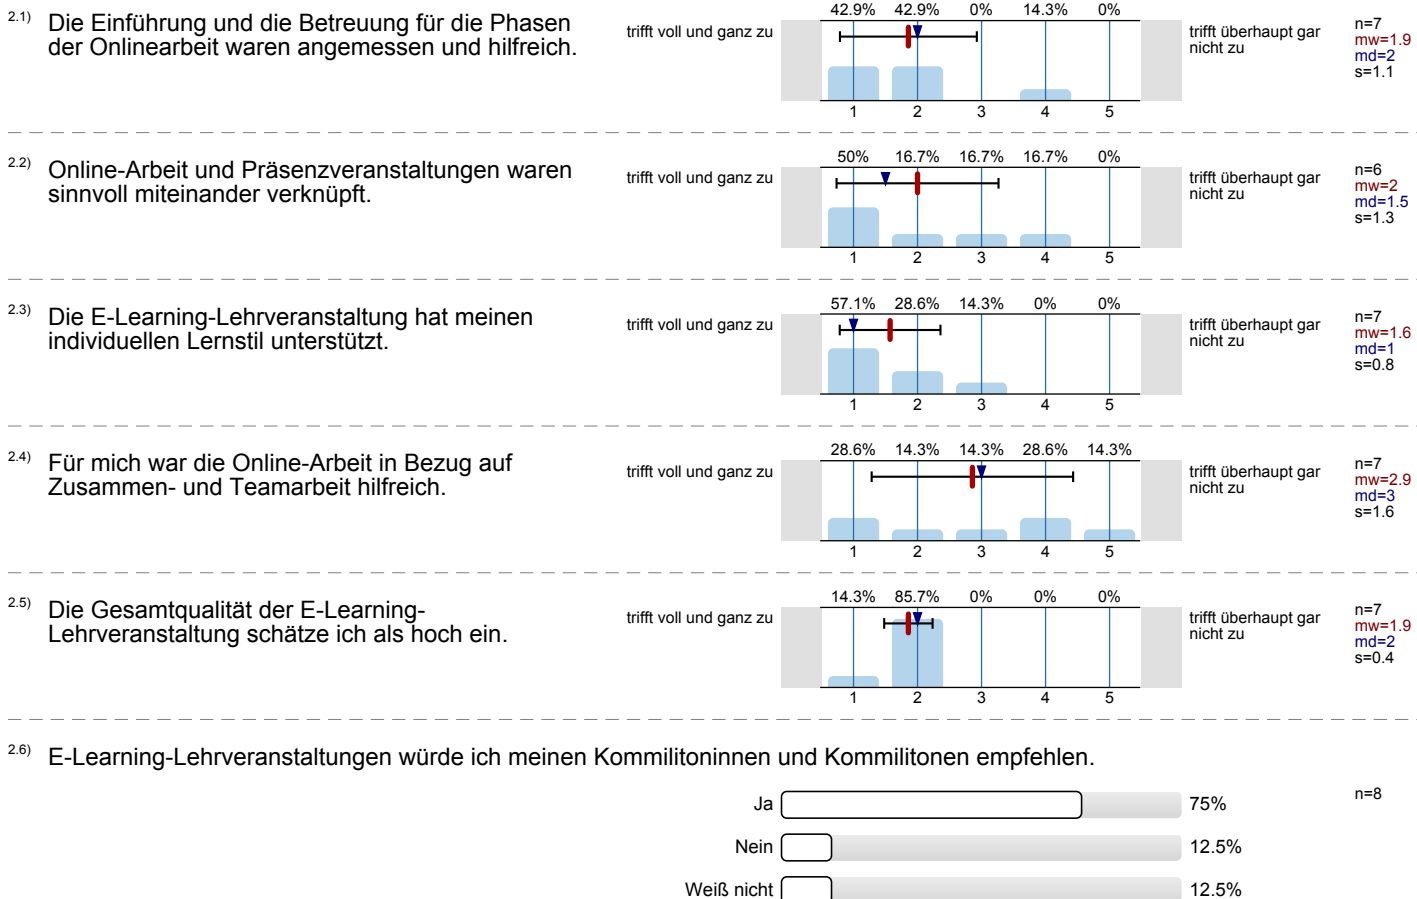 2.1) Die Einführung und die Betreuung für die Phasen
der Onlinearbeit waren angemessen und hilfreich.
trifft voll und ganz zu
42.9% 42.9% 0% 14.3% 0%
1 2 3 4 5
trifft überhaupt gar
nicht zu
n=7
mw=1.9
md=2
s=1.1
2.2) Online-Arbeit und Präsenzveranstaltungen waren
sinnvoll miteinander verknüpft.
trifft voll und ganz zu
50% 16.7% 16.7% 16.7% 0%
1 2 3 4 5
trifft überhaupt gar
nicht zu
n=6
mw=2
md=1.5
s=1.3
2.3) Die E-Learning-Lehrveranstaltung hat meinen
individuellen Lernstil unterstützt.
trifft voll und ganz zu
57.1% 28.6% 14.3% 0% 0%
1 2 3 4 5
trifft überhaupt gar
nicht zu
n=7
mw=1.6
md=1
s=0.8
2.4) Für mich war die Online-Arbeit in Bezug auf
Zusammen- und Teamarbeit hilfreich.
trifft voll und ganz zu
28.6% 14.3% 14.3% 28.6% 14.3%
1 2 3 4 5
trifft überhaupt gar
nicht zu
n=7
mw=2.9
md=3
s=1.6
2.5) Die Gesamtqualität der E-Learning-
Lehrveranstaltung schätze ich als hoch ein.
trifft voll und ganz zu
14.3% 85.7% 0% 0% 0%
1 2 3 4 5
trifft überhaupt gar
nicht zu
n=7
mw=1.9
md=2
s=0.4
2.6) E-Learning-Lehrveranstaltungen würde ich meinen Kommilitoninnen und Kommilitonen empfehlen.
Ja 75%
n=8
Nein 12.5%
Weiß nicht 12.5%